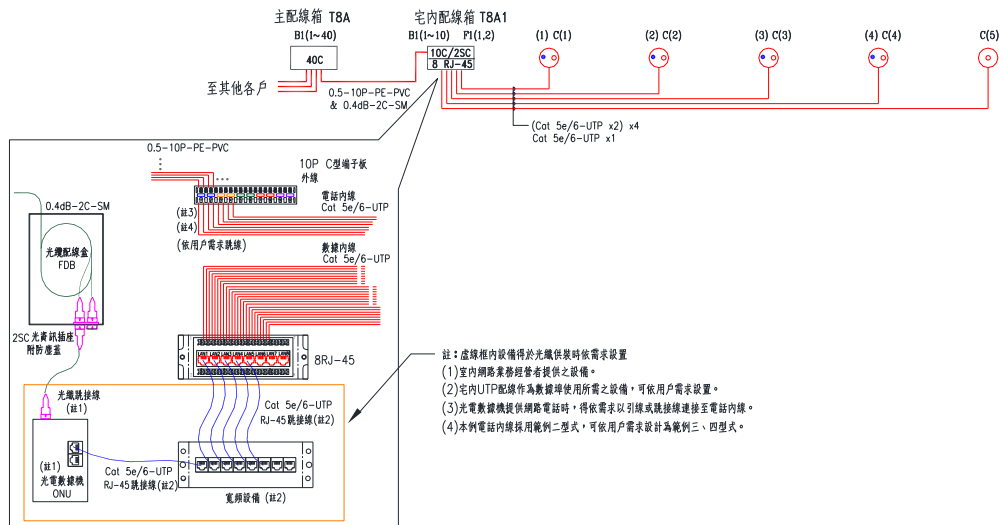 主配線箱 T8A
宅內配線箱 T8A1
B1(1~40)
B1(1~10)
F1(1,2)
(1) C(1)
(2) C(2)
(3) C(3)
(4) C(4)
C(5)
40C
10C/2SC
8 RJ-45
至其他各戶
0.5-10P-PE-PVC
& 0.4dB-2C-SM
(Cat 5e/6-UTP x2) x4
Cat 5e/6-UTP x1
0.5-10P-PE-PVC
10P C型端子板
外線
電話內線
Cat 5e/6-UTP
(註3)
(註4)
(依用戶需求跳線)
數據內線
Cat 5e/6-UTP
0.4dB-2C-SM
光纜配線盒
FDB
2SC光資訊插座
附防塵蓋
LAN1 LAN2 LAN3 LAN4 LAN5 LAN6 LAN7 LAN8
8RJ-45
註：虛線框內設備得於光纖供裝時依需求設置
(1)室內網路業務經營者提供之設備。
(2)宅內UTP配線作為數據埠使用所需之設備，可依用戶需求設置。
(3)光電數據機提供網路電話時，得依需求以引線或跳接線連接至電話內線。
(4)本例電話內線採用範例二型式，可依用戶需求設計為範例三、四型式。
光纖跳接線
(註1)
Cat 5e/6-UTP
RJ-45跳接線(註2)
(註1)
光電數據機
ONU
Cat 5e/6-UTP
RJ-45跳接線(註2)
寬頻設備 (註2)